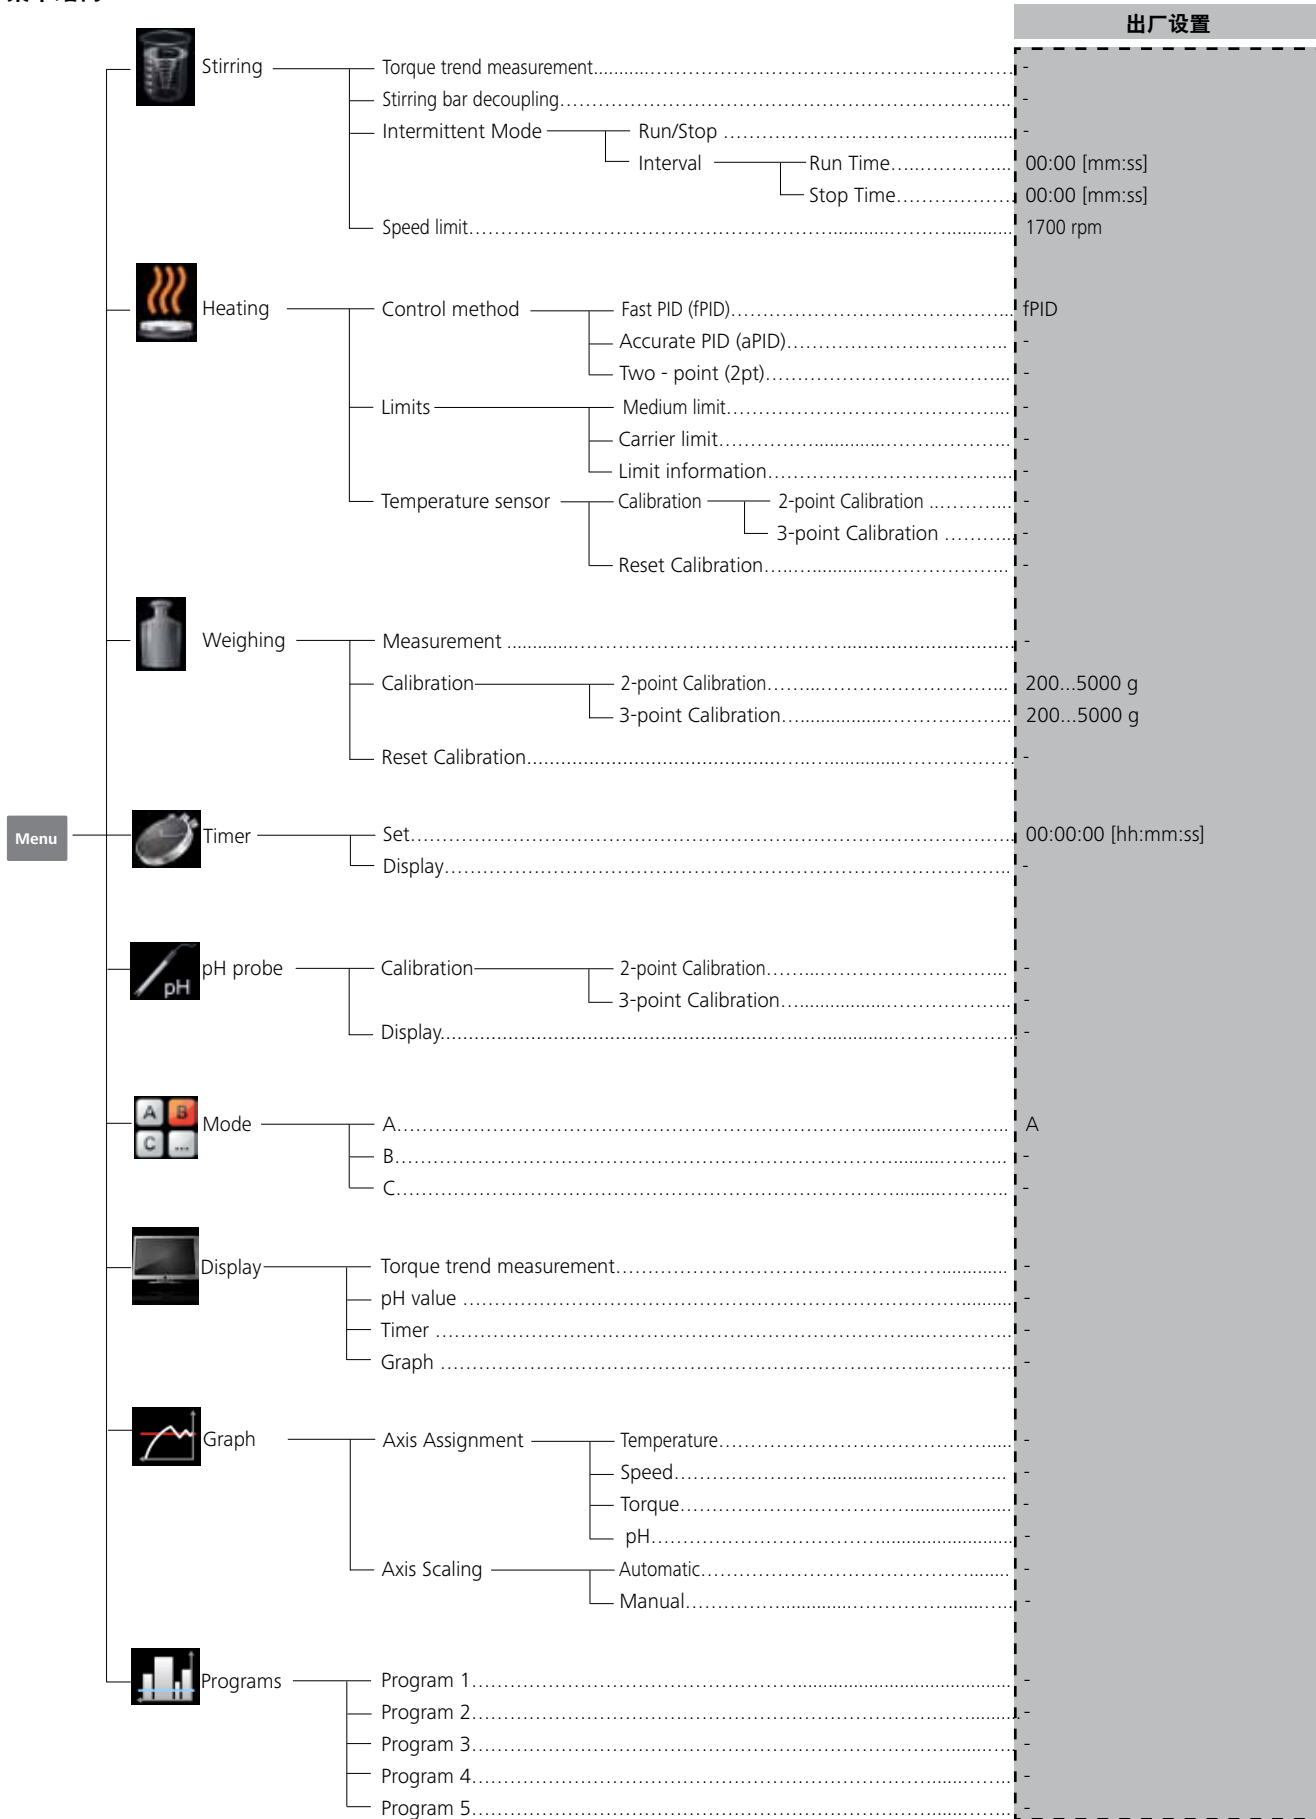 出厂设置
Stirring
Torque trend measurement -
Stirring bar decoupling -
Intermittent Mode Run/Stop -
Interval Run Time 00:00 [mm:ss]
Stop Time 00:00 [mm:ss]
Speed limit 1700 rpm
Heating
Control method Fast PID (fPID) fPID
Accurate PID (aPID) -
Two - point (2pt) -
Limits Medium limit -
Carrier limit -
Limit information -
Temperature sensor Calibration 2-point Calibration -
3-point Calibration -
Reset Calibration -
Weighing Measurement -
Calibration 2-point Calibration 200...5000 g
3-point Calibration 200...5000 g
Reset Calibration -
Menu
Timer Set 00:00:00 [hh:mm:ss]
Display -
pH
pH probe Calibration 2-point Calibration -
3-point Calibration -
Display -
A B
C ...
Mode A A
B -
C -
Display Torque trend measurement -
pH value -
Timer -
Graph -
Graph Axis Assignment Temperature -
Speed -
Torque -
pH -
Axis Scaling Automatic -
Manual -
Programs Program 1 -
Program 2 -
Program 3 -
Program 4 -
Program 5 -